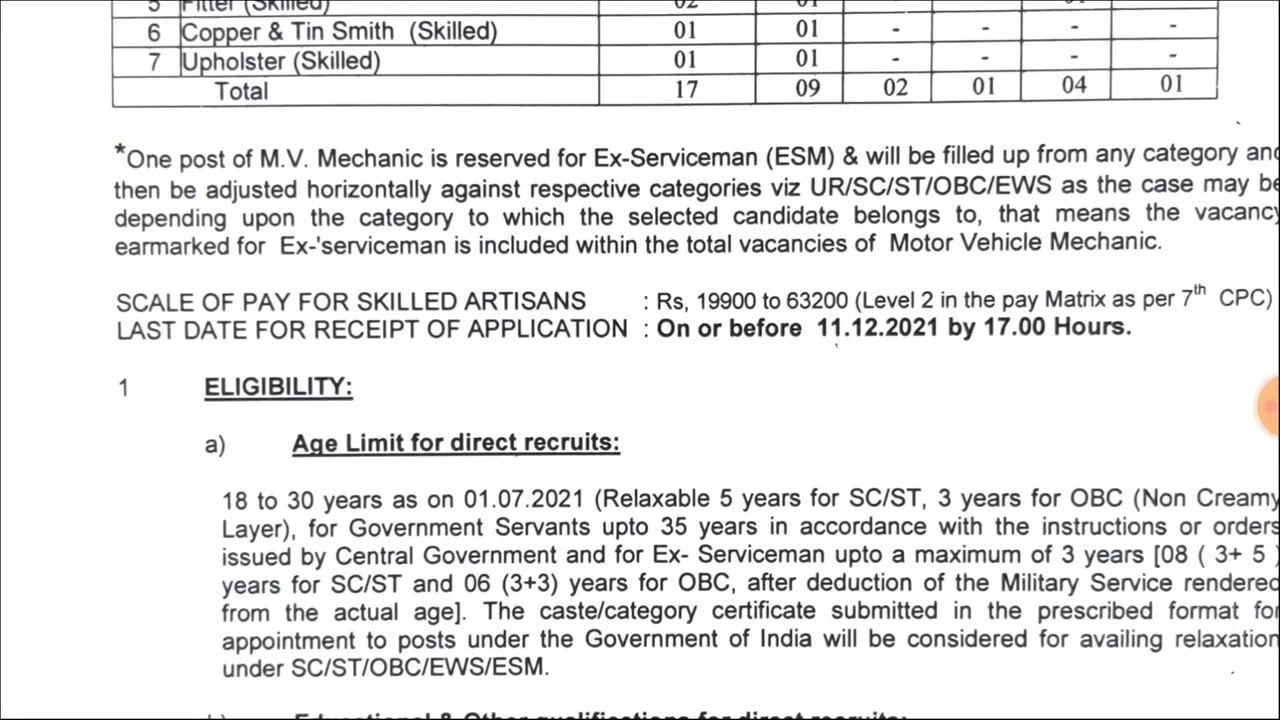 5 Fitter (Skilled) 02 01 - - 01 -
6 Copper & Tin Smith (Skilled) 01 01 - - - -
7 Upholster (Skilled) 01 01 - - - -
Total 17 09 02 01 04 01
*One post of M.V. Mechanic is reserved for Ex-Serviceman (ESM) & will be filled up from any category and
then be adjusted horizontally against respective categories viz UR/SC/ST/OBC/EWS as the case may be
depending upon the category to which the selected candidate belongs to, that means the vacancy
earmarked for Ex-'serviceman is included within the total vacancies of Motor Vehicle Mechanic.
SCALE OF PAY FOR SKILLED ARTISANS : Rs, 19900 to 63200 (Level 2 in the pay Matrix as per 7th CPC)
LAST DATE FOR RECEIPT OF APPLICATION : On or before 11.12.2021 by 17.00 Hours.
1 ELIGIBILITY:
a) Age Limit for direct recruits:
18 to 30 years as on 01.07.2021 (Relaxable 5 years for SC/ST, 3 years for OBC (Non Creamy
Layer), for Government Servants upto 35 years in accordance with the instructions or orders
issued by Central Government and for Ex- Serviceman upto a maximum of 3 years [08 ( 3+ 5 )
years for SC/ST and 06 (3+3) years for OBC, after deduction of the Military Service rendered
from the actual age]. The caste/category certificate submitted in the prescribed format for
appointment to posts under the Government of India will be considered for availing relaxation
under SC/ST/OBC/EWS/ESM.
b) Educational & Other qualifications for direct recruits: